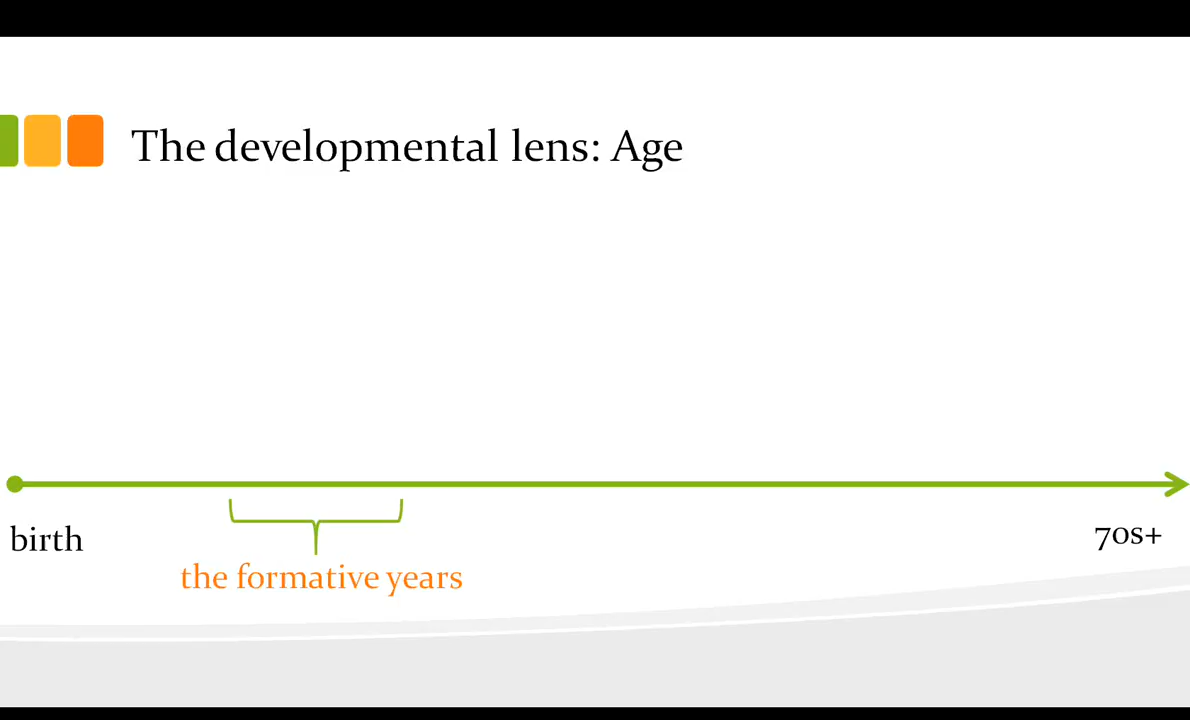 The developmental lens: Age
birth
70s+
the formative years